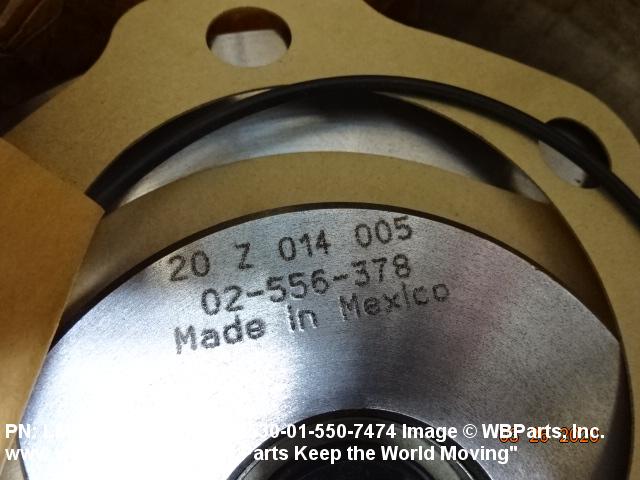 20 Z 014 005
02-556-378
Made in Mexico
PN: 30-01-550-7474 Image © WBParts, Inc.
www. arts Keep the World Moving"